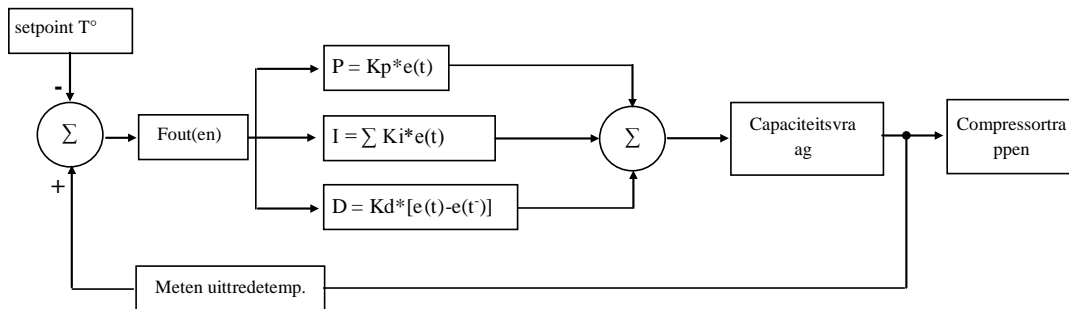 setpoint T°
-
Σ
+
Fout(en)
P = Kp*e(t)
I = ∑ Ki*e(t)
D = Kd*[e(t)-e(t⁻)]
Σ
Capaciteitsvra
ag
Compressortra
ppen
Meten uittredetemp.